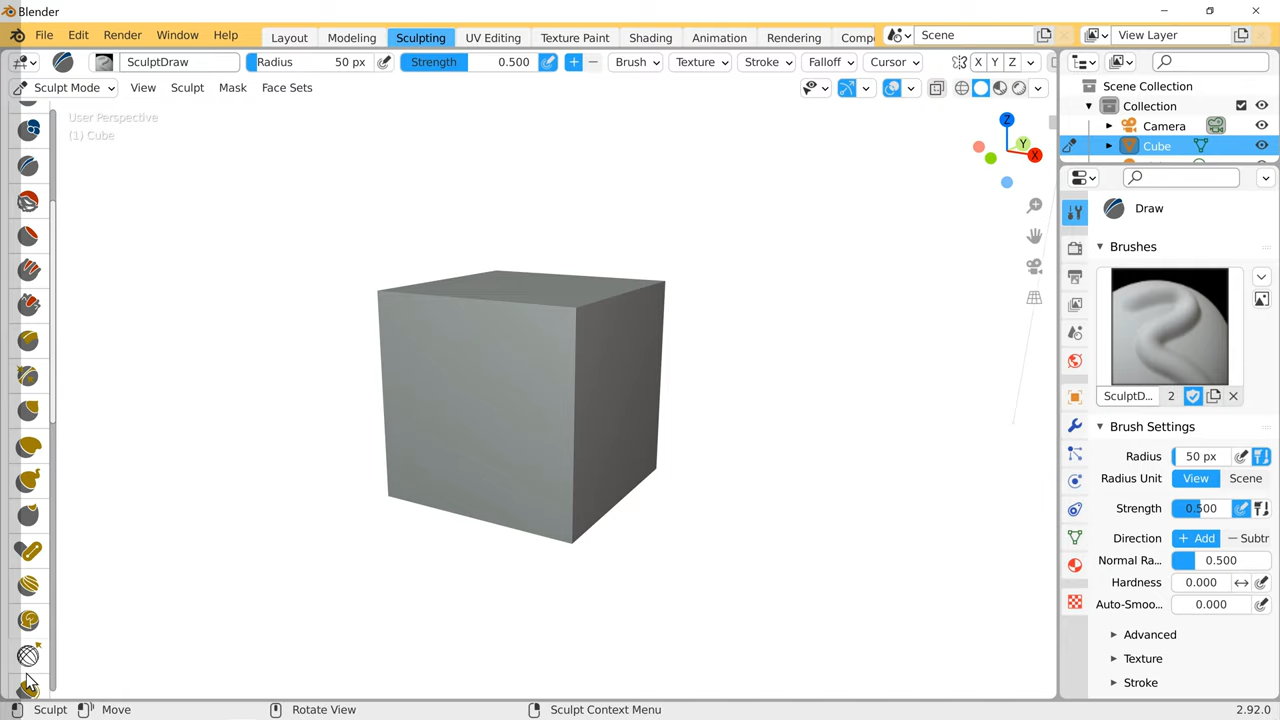 Blender
File Edit Render Window Help Layout Modeling Sculpting UV Editing Texture Paint Shading Animation Rendering Comp Scene View Layer
SculptDraw Radius 50 px Strength 0.500 Brush Texture Stroke Falloff Cursor X Y Z
Sculpt Mode View Sculpt Mask Face Sets
User Perspective
(1) Cube
Z
Y
X
Scene Collection
Collection
Camera
Cube
Draw
Brushes
SculptD... 2
Brush Settings
Radius 50 px
Radius Unit View Scene
Strength 0.500
Direction + Add − Subtr
Normal Ra... 0.500
Hardness 0.000
Auto-Smoo... 0.000
Advanced
Texture
Stroke
Sculpt Move Rotate View Sculpt Context Menu 2.92.0